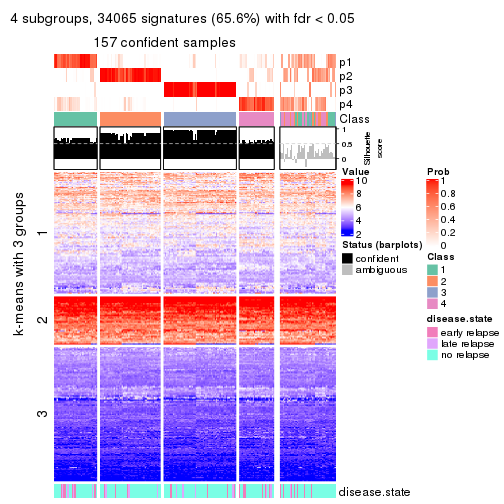 4 subgroups, 34065 signatures (65.6%) with fdr < 0.05
157 confident samples
p1
p2
p3
p4
Class
1
0.5
0
Silhouette
score
k-means with 3 groups
1
2
3
disease.state
Value
10
8
6
4
2
Status (barplots)
confident
ambiguous
Prob
1
0.8
0.6
0.4
0.2
0
Class
1
2
3
4
disease.state
early relapse
late relapse
no relapse